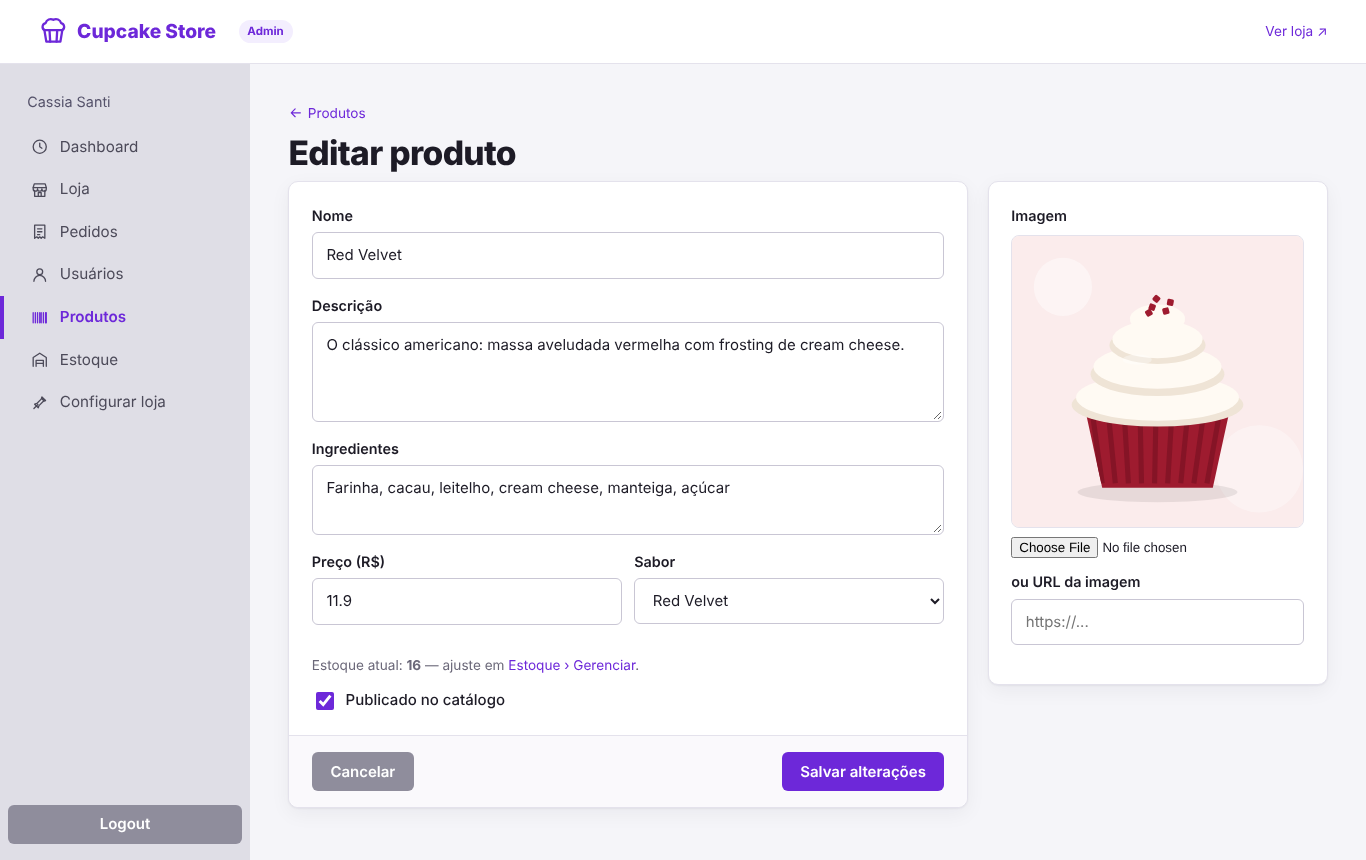 Cupcake Store
Admin
Ver loja ↗
Cassia Santi
Dashboard
Loja
Pedidos
Usuários
Produtos
Estoque
Configurar loja
Logout
← Produtos
Editar produto
Nome
Red Velvet
Descrição
O clássico americano: massa aveludada vermelha com frosting de cream cheese.
Ingredientes
Farinha, cacau, leitelho, cream cheese, manteiga, açúcar
Preço (R$)
11.9
Sabor
Red Velvet
Estoque atual: 16 — ajuste em Estoque › Gerenciar.
Publicado no catálogo
Cancelar
Salvar alterações
Imagem
Choose File No file chosen
ou URL da imagem
https://...